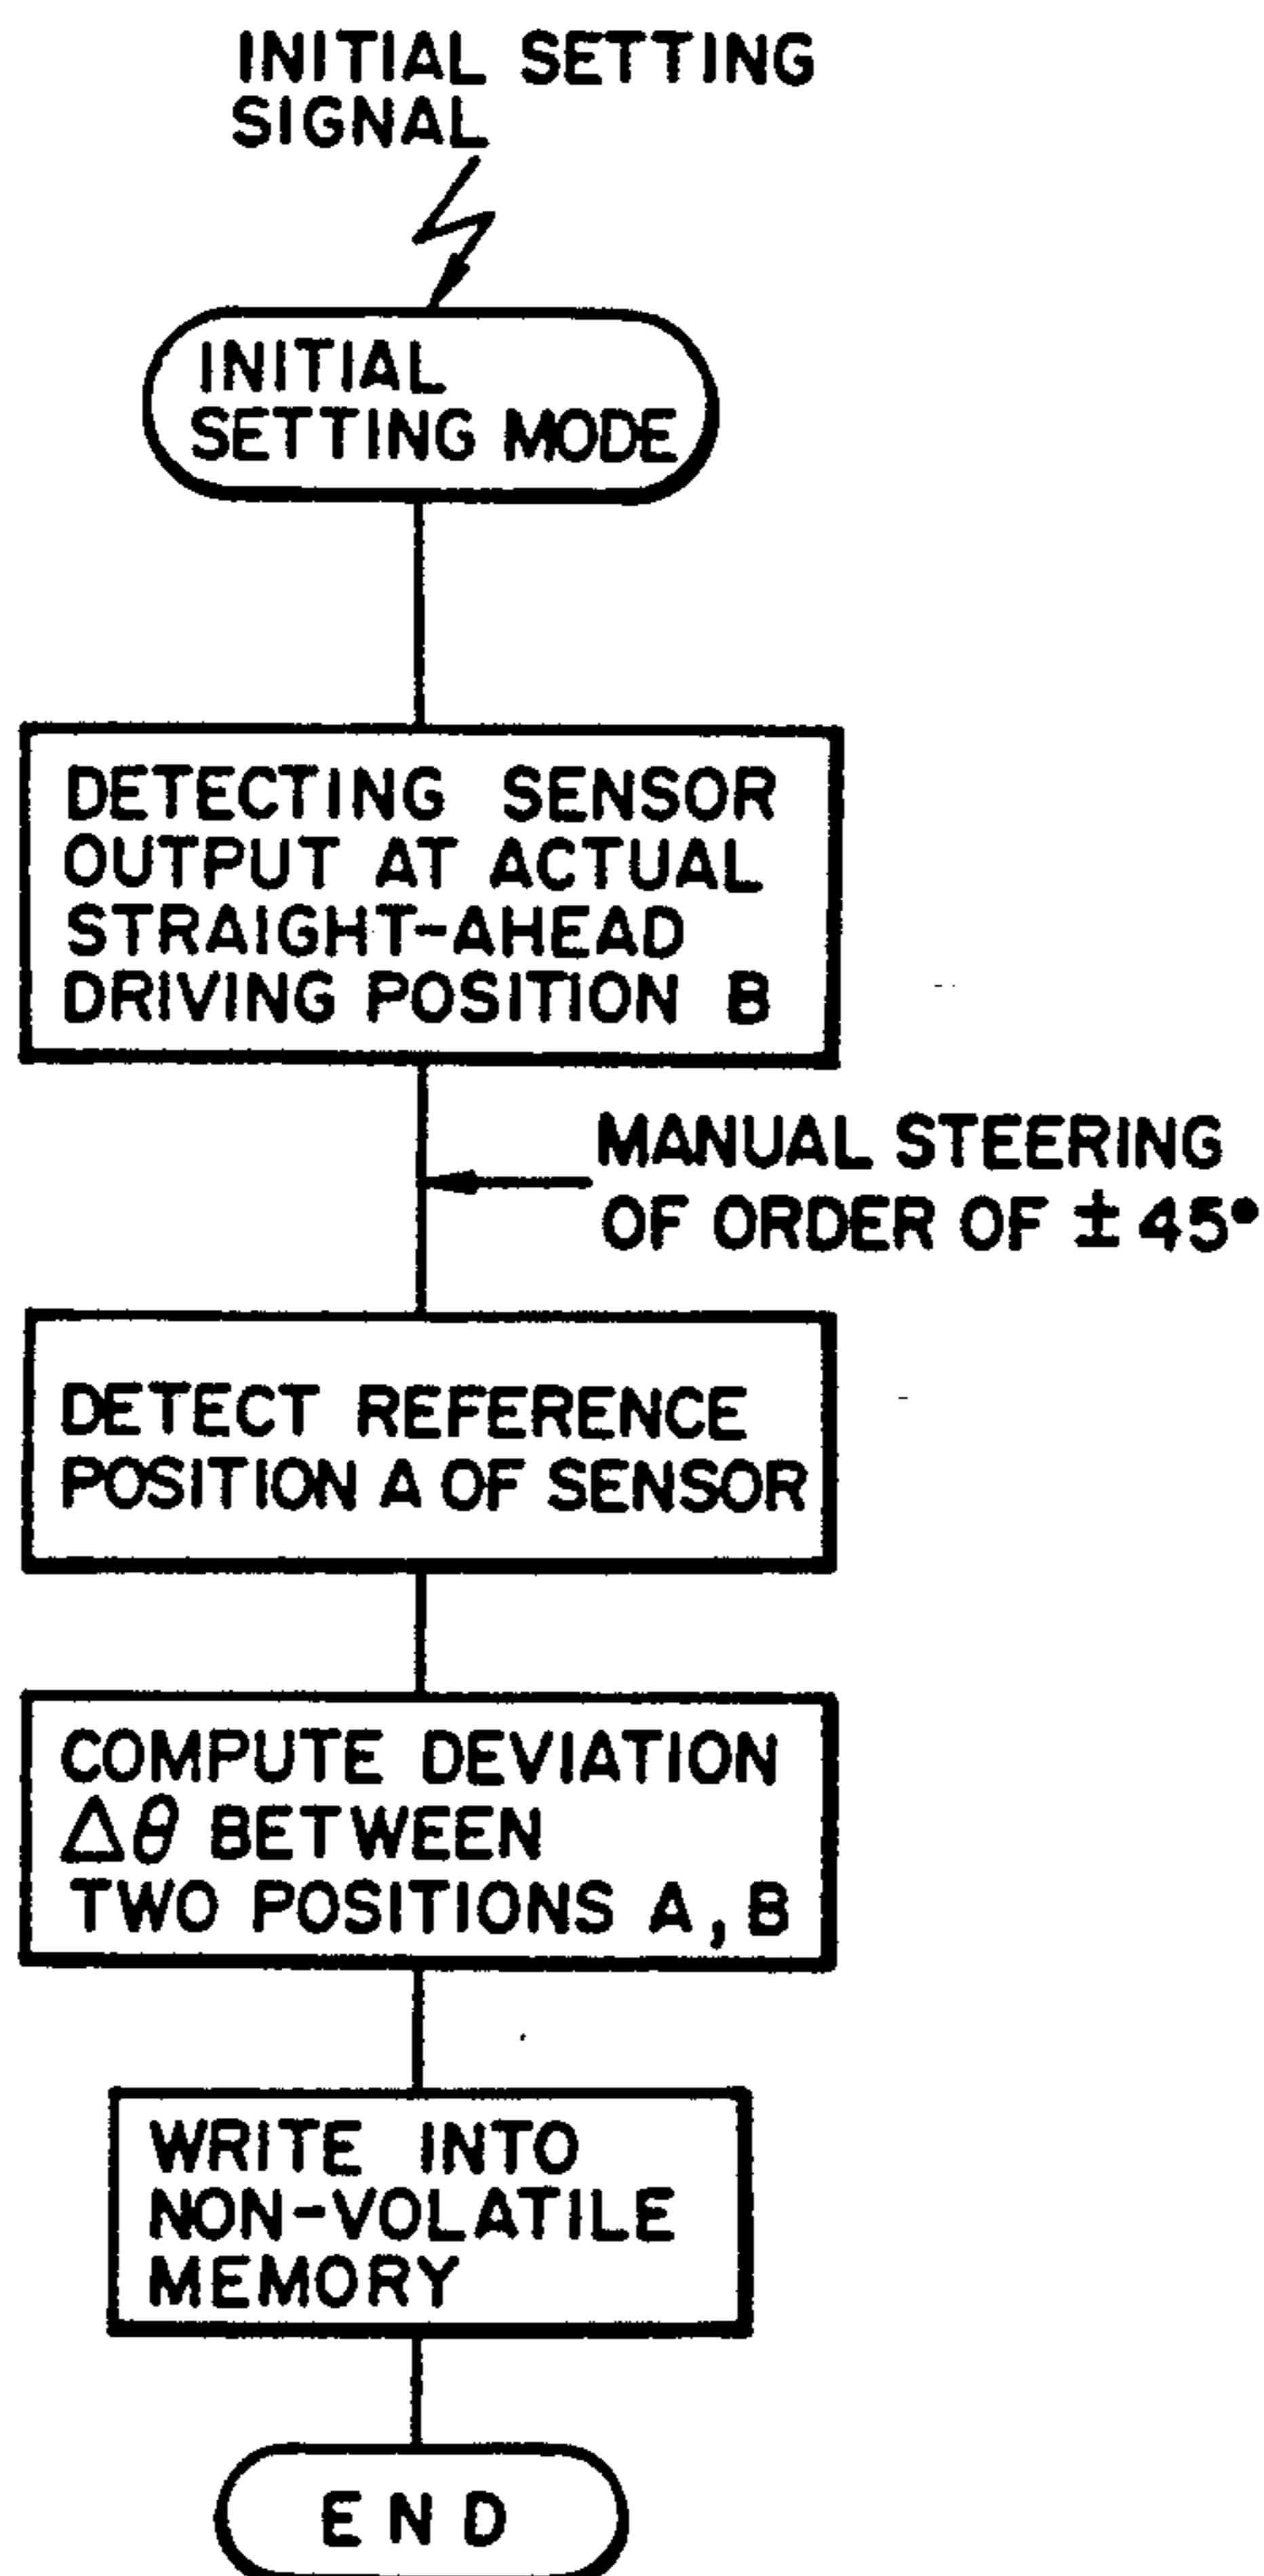 INITIAL SETTING
SIGNAL
INITIAL
SETTING MODE
DETECTING SENSOR
OUTPUT AT ACTUAL
STRAIGHT-AHEAD
DRIVING POSITION B
MANUAL STEERING
OF ORDER OF ±45°
DETECT REFERENCE
POSITION A OF SENSOR
COMPUTE DEVIATION
Δθ BETWEEN
TWO POSITIONS A, B
WRITE INTO
NON-VOLATILE
MEMORY
END